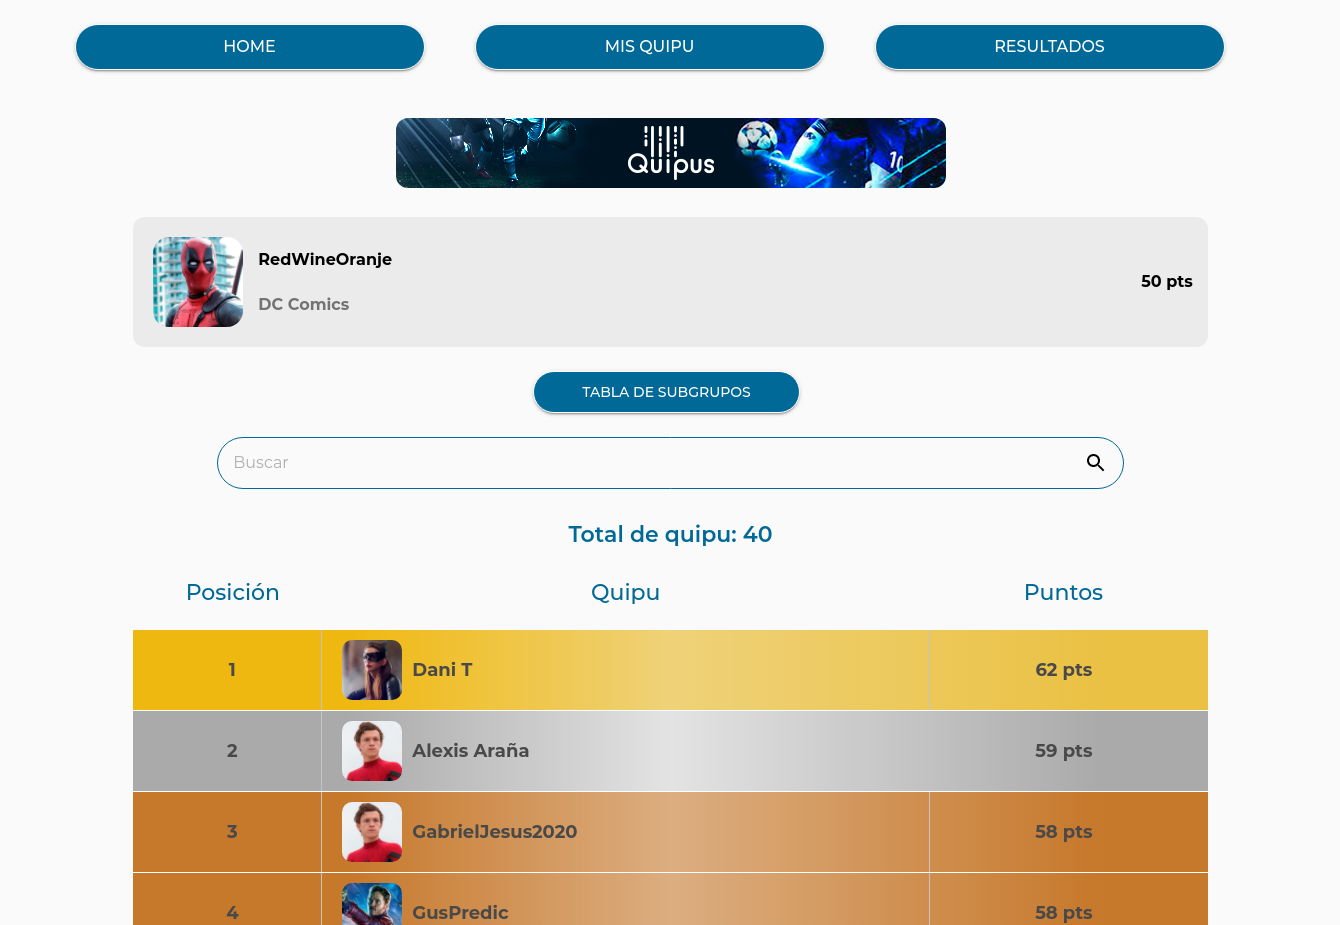 HOME
MIS QUIPU
RESULTADOS
Quipus
10
RedWineOranje
DC Comics
50 pts
TABLA DE SUBGRUPOS
Buscar
Total de quipu: 40
Posición
Quipu
Puntos
1
Dani T
62 pts
2
Alexis Araña
59 pts
3
GabrielJesus2020
58 pts
4
GusPredic
58 pts